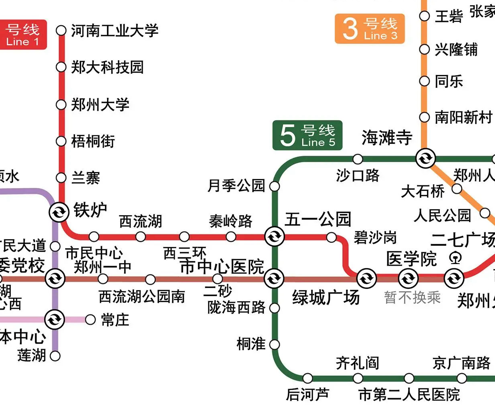 号线
Line 1
3 号线
Line 3
5 号线
Line 5
河南工业大学
郑大科技园
郑州大学
梧桐街
兰寨
铁炉
王砦
张家
兴隆铺
同乐
南阳新村
海滩寺
沙口路
月季公园
大石桥
郑州人
人民公园
二七广场
西流湖
秦岭路
五一公园
碧沙岗
市民中心
西三环
民大道
委党校
郑州一中
市中心医院
医学院
西流湖公园南
二砂
绿城广场
暂不换乘
郑州火
湖
心西
陇海西路
体中心
常庄
莲湖
桐淮
齐礼阎
京广南路
后河芦
市第二人民医院